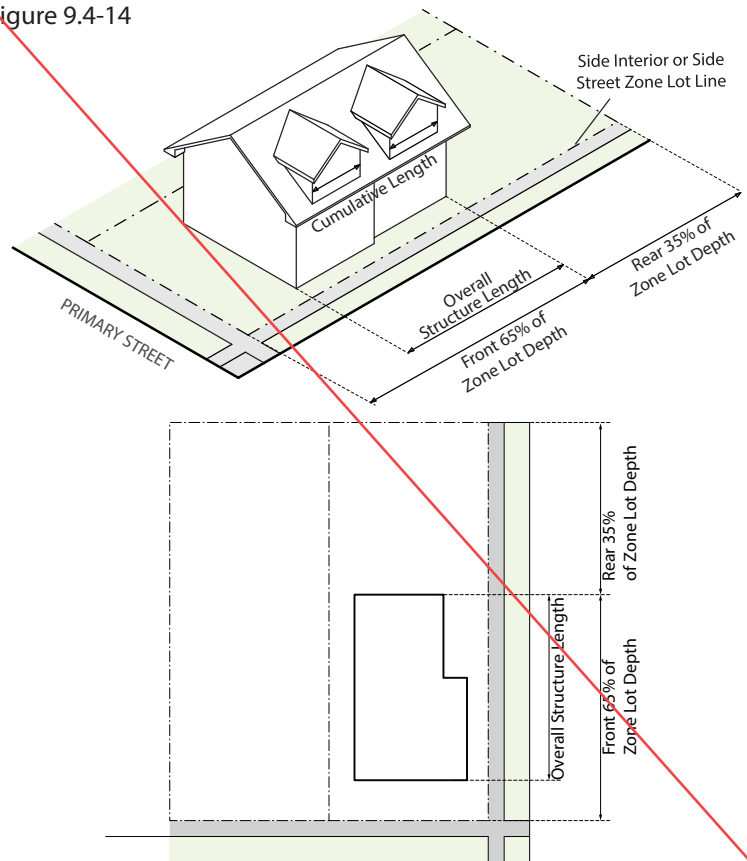 igure 9.4-14
Side Interior or Side
Street Zone Lot Line
Cumulative Length
Rear 35% of
Zone Lot Depth
Overall
Structure Length
Front 65% of
Zone Lot Depth
PRIMARY STREET
Rear 35%
of Zone Lot Depth
Overall Structure Length
Front 65% of
Zone Lot Depth